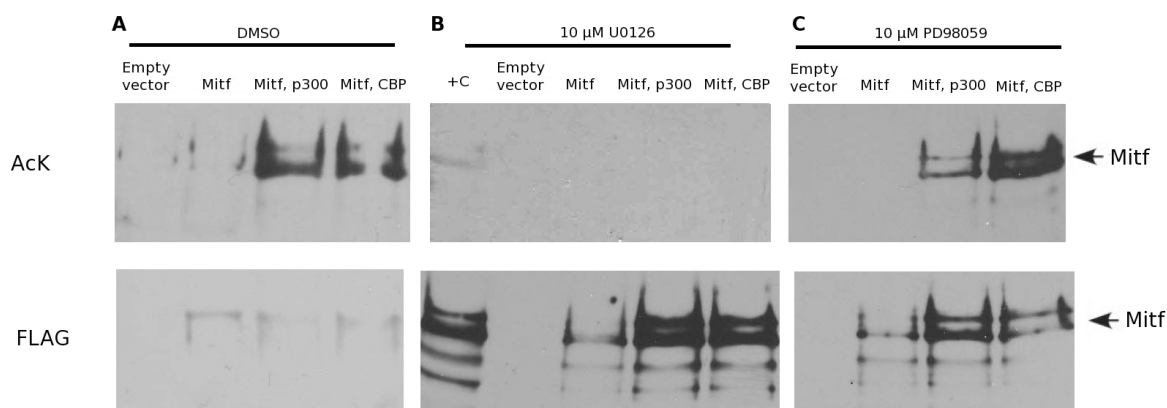 A
DMSO
Empty
vector
Mitf
Mitf, p300
Mitf, CBP
B
10 µM U0126
+C
Empty
vector
Mitf
Mitf, p300
Mitf, CBP
C
10 µM PD98059
Empty
vector
Mitf
Mitf, p300
Mitf, CBP
AcK
Mitf
FLAG
Mitf